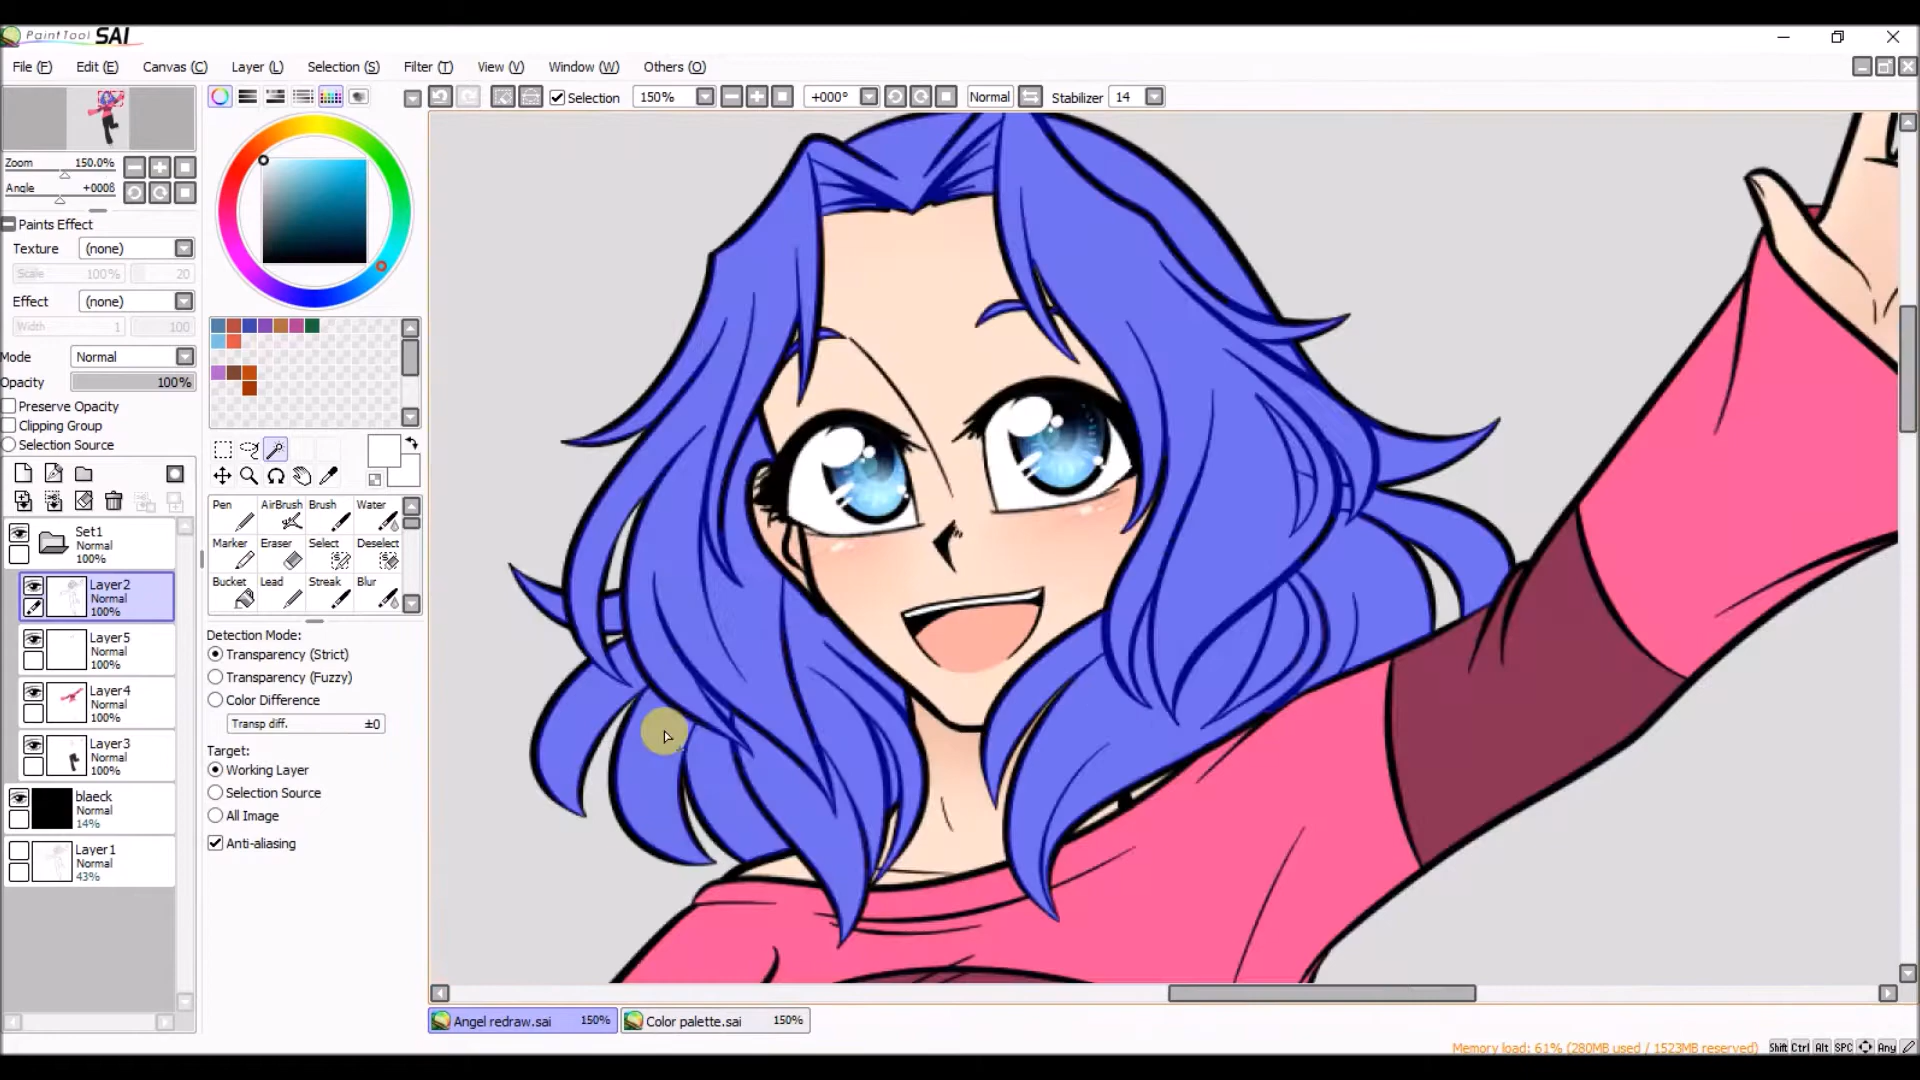 PaintTool SAI
File (F) Edit (E) Canvas (C) Layer (L) Selection (S) Filter (T) View (V) Window (W) Others (O)
Selection 150% +000° Normal Stabilizer 14
Zoom 150.0%
Angle +000ß
Paints Effect
Texture (none)
Scale 100% 20
Effect (none)
Width 1 100
Mode Normal
Opacity 100%
Preserve Opacity
Clipping Group
Selection Source
Set1
Normal
100%
Layer2
Normal
100%
Layer5
Normal
100%
Layer4
Normal
100%
Layer3
Normal
100%
blaeck
Normal
14%
Layer1
Normal
43%
Pen AirBrush Brush Water
Marker Eraser Select Deselect
Bucket Lead Streak Blur
Detection Mode:
Transparency (Strict)
Transparency (Fuzzy)
Color Difference
Transp diff. ±0
Target:
Working Layer
Selection Source
All Image
Anti-aliasing
Angel redraw.sai 150% Color palette.sai 150%
Memory load: 61% (280MB used / 1523MB reserved) Shift Ctrl Alt SPC Any